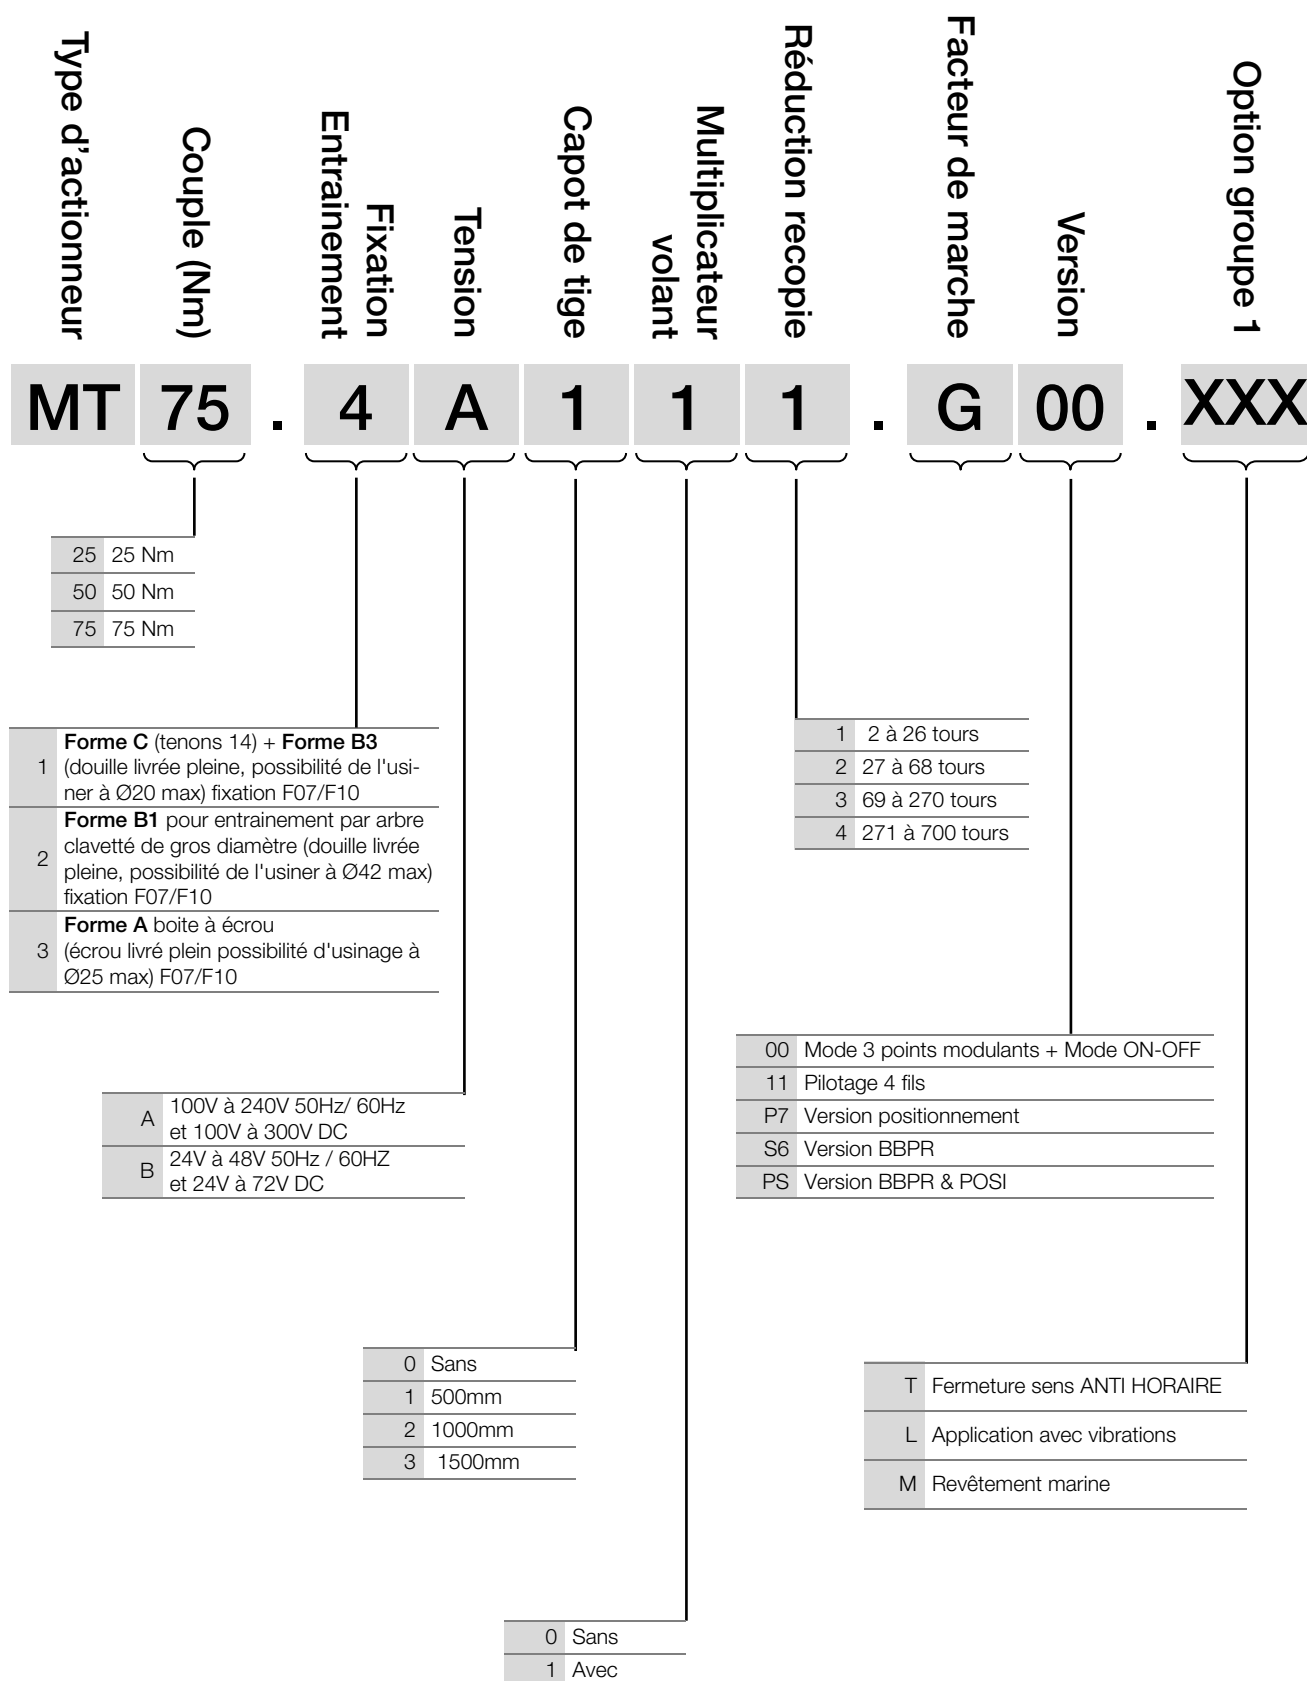 Type d'actionneur
Couple (Nm)
Fixation
Entrainement
Tension
Capot de tige
Multiplicateur
volant
Réduction recopie
Facteur de marche
Version
Option groupe 1
MT 75 . 4 A 1 1 1 . G 00 . XXX
25 25 Nm
50 50 Nm
75 75 Nm
1 Forme C (tenons 14) + Forme B3
(douille livrée pleine, possibilité de l'usi-
ner à Ø20 max) fixation F07/F10
2 Forme B1 pour entrainement par arbre
clavetté de gros diamètre (douille livrée
pleine, possibilité de l'usiner à Ø42 max)
fixation F07/F10
3 Forme A boite à écrou
(écrou livré plein possibilité d'usinage à
Ø25 max) F07/F10
1 2 à 26 tours
2 27 à 68 tours
3 69 à 270 tours
4 271 à 700 tours
A 100V à 240V 50Hz/ 60Hz
et 100V à 300V DC
B 24V à 48V 50Hz / 60HZ
et 24V à 72V DC
00 Mode 3 points modulants + Mode ON-OFF
11 Pilotage 4 fils
P7 Version positionnement
S6 Version BBPR
PS Version BBPR & POSI
0 Sans
1 500mm
2 1000mm
3 1500mm
T Fermeture sens ANTI HORAIRE
L Application avec vibrations
M Revêtement marine
0 Sans
1 Avec